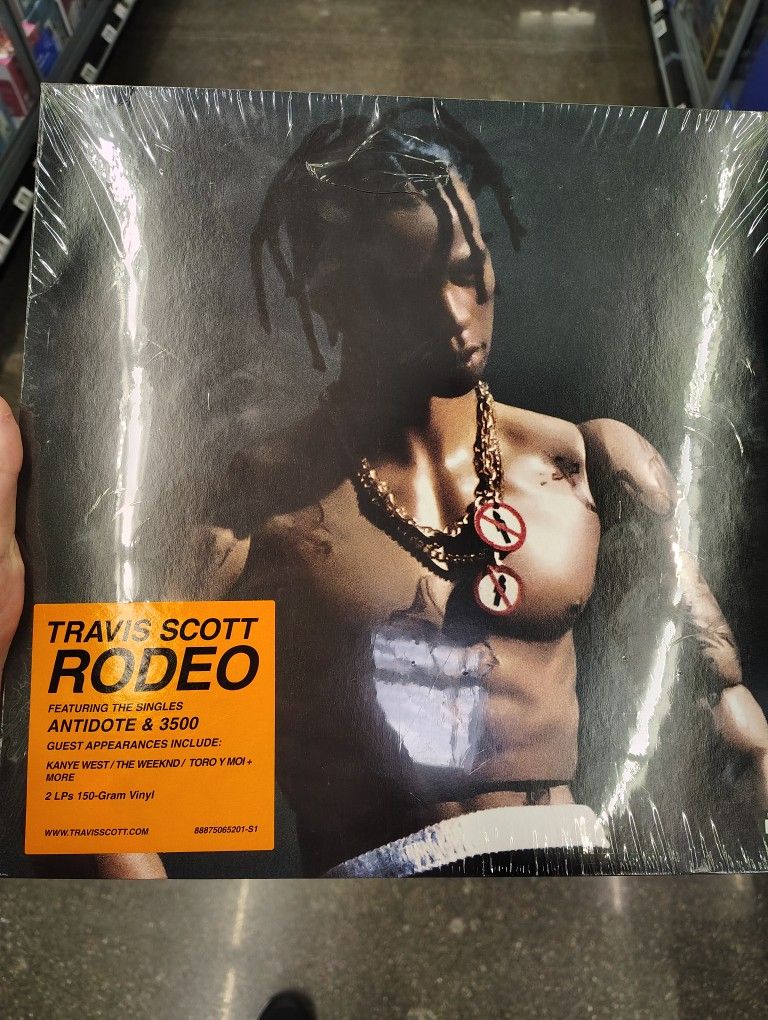 TRAVIS SCOTT
RODEO
FEATURING THE SINGLES
ANTIDOTE & 3500
GUEST APPEARANCES INCLUDE:
KANYE WEST / THE WEEKND / TORO Y MOI +
MORE
2 LPs 150-Gram Vinyl
WWW.TRAVISSCOTT.COM 88875065201-S1